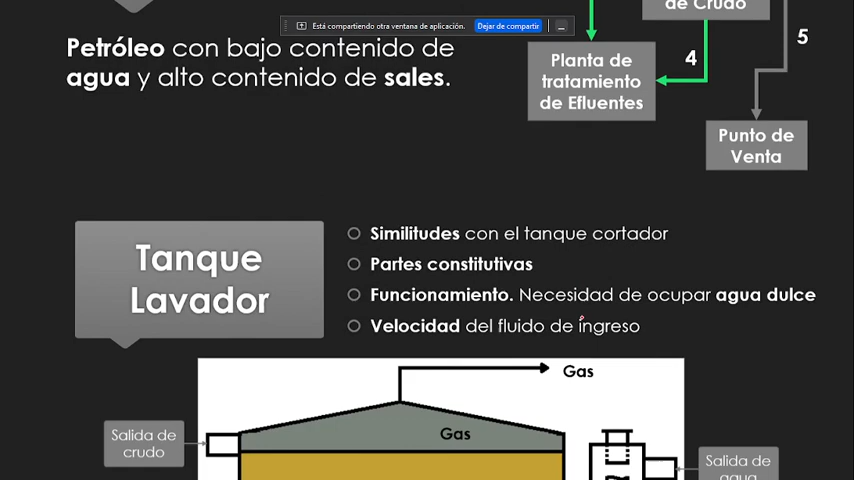 de Crudo
Está compartiendo otra ventana de aplicación.
Dejar de compartir
Petróleo con bajo contenido de
agua y alto contenido de sales.
5
4
Planta de
tratamiento
de Efluentes
Punto de
Venta
Tanque
Lavador
Similitudes con el tanque cortador
Partes constitutivas
Funcionamiento. Necesidad de ocupar agua dulce
Velocidad del fluido de ingreso
Gas
Gas
Salida de
crudo
Salida de
agua